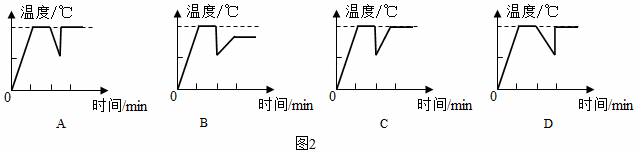 温度/℃ 温度/℃ 温度/℃ 温度/℃
0 0 0 0
时间/min 时间/min 时间/min 时间/min
A B C D
图2